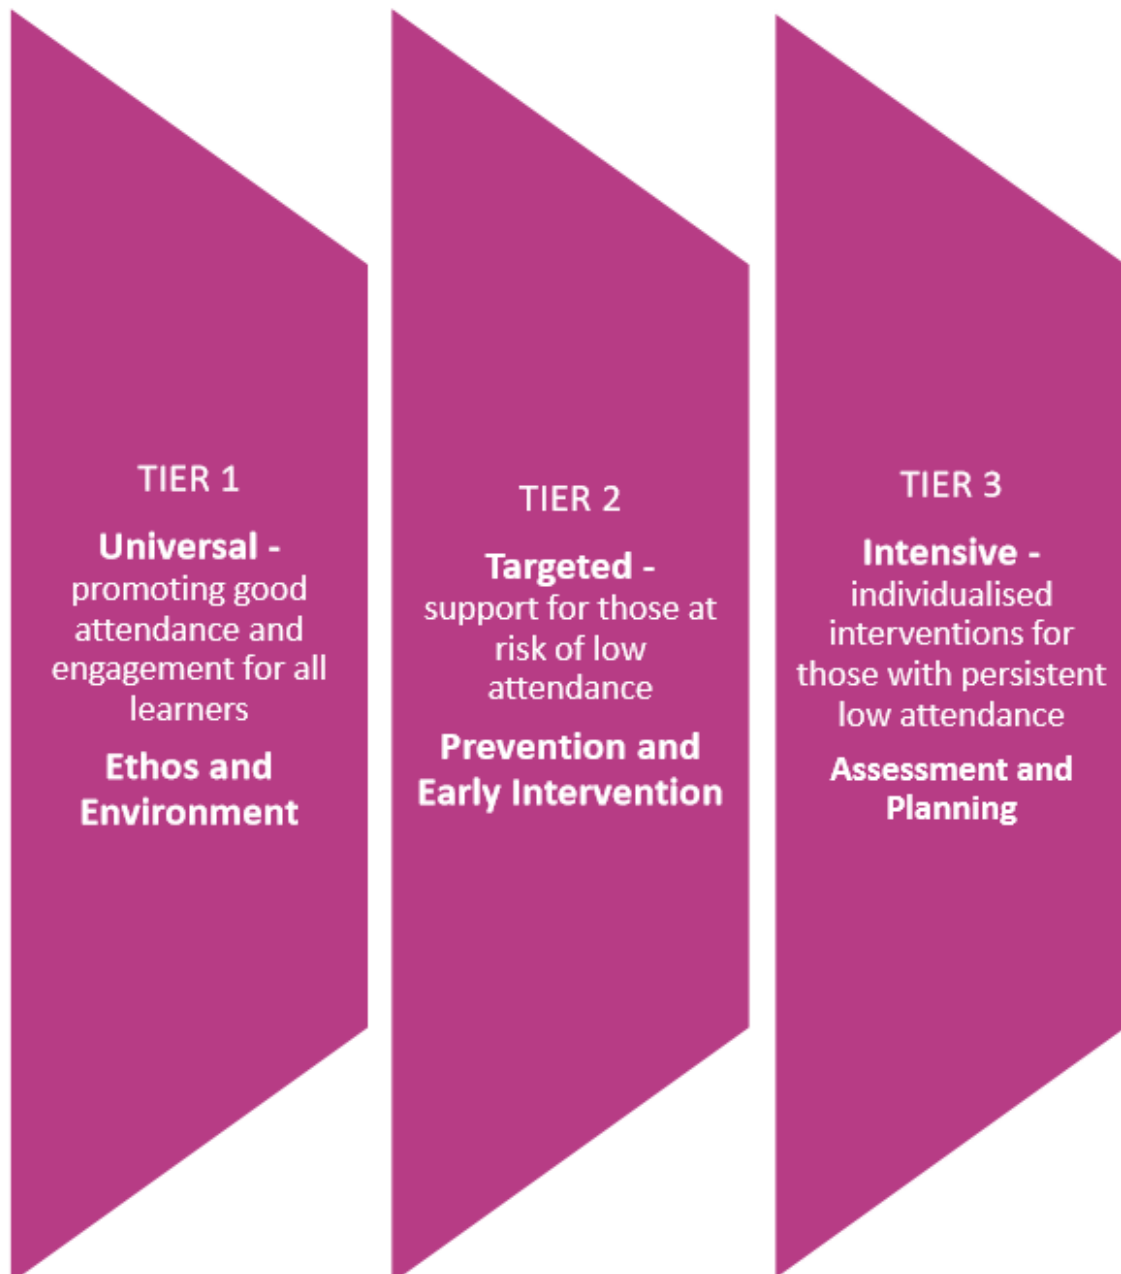 TIER 1
Universal -
promoting good
attendance and
engagement for all
learners
Ethos and
Environment
TIER 2
Targeted -
support for those at
risk of low
attendance
Prevention and
Early Intervention
TIER 3
Intensive -
individualised
interventions for
those with persistent
low attendance
Assessment and
Planning